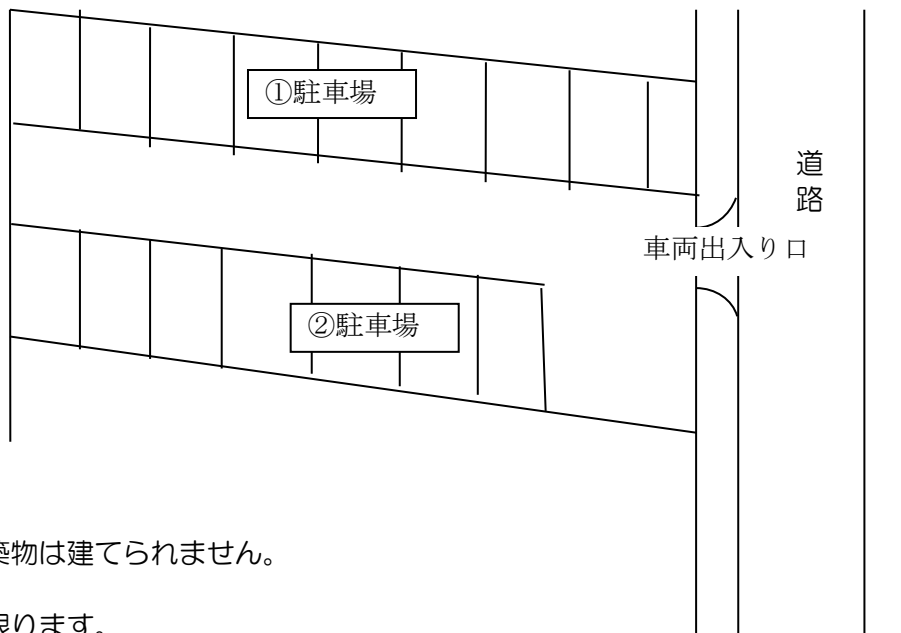 ①駐車場
道路
車両出入り口
②駐車場
築物は建てられません。
限ります。